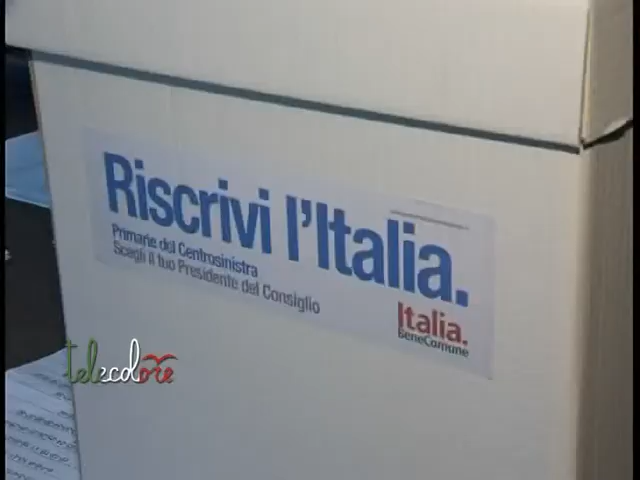 Riscrivi l'Italia.
Primarie del Centrosinistra
Scegli il tuo Presidente del Consiglio
Italia.
BeneComune
telecolore